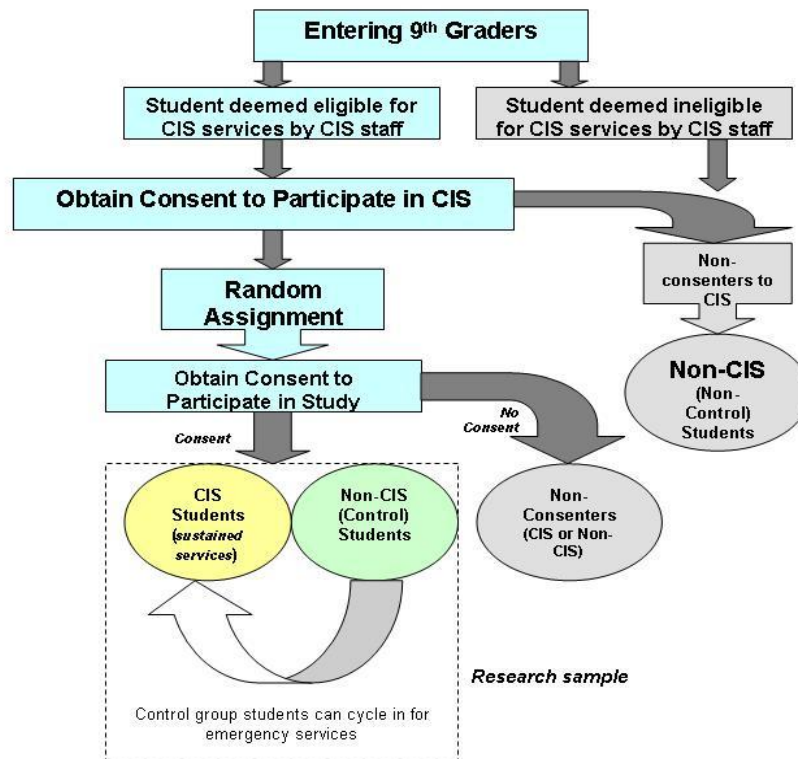 Entering 9th Graders
Student deemed eligible for
CIS services by CIS staff
Student deemed ineligible
for CIS services by CIS staff
Obtain Consent to Participate in CIS
Non-
consenters to
CIS
Random
Assignment
Non-CIS
(Non-
Control)
Students
Obtain Consent to
Participate in Study
Consent
No
Consent
CIS
Students
(sustained
services)
Non-CIS
(Control)
Students
Non-
Consenters
(CIS or Non-
CIS)
Research sample
Control group students can cycle in for
emergency services